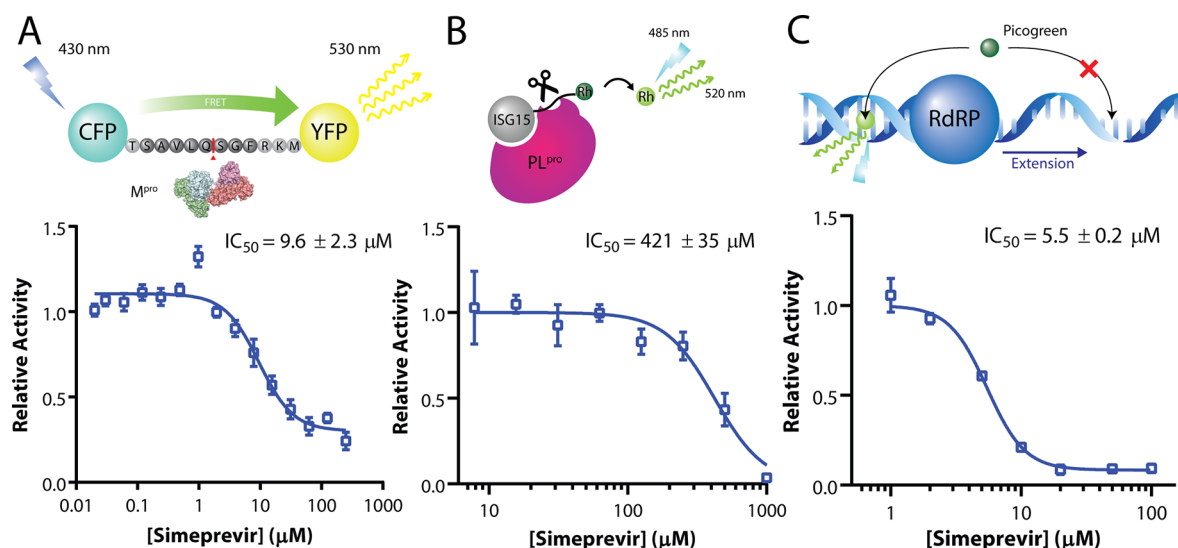 A
430 nm
530 nm
FRET
CFP
YFP
TSAVLQSGFRKM
Mpro
1.5
1.0
0.5
0.0
Relative Activity
IC50 = 9.6 ± 2.3 μM
0.01 0.1 1 10 100 1000
[Simeprevir] (μM)
B
485 nm
520 nm
Rh
Rh
ISG15
PLpro
1.5
1.0
0.5
0.0
Relative Activity
IC50 = 421 ± 35 μM
10 100 1000
[Simeprevir] (μM)
C
Picogreen
RdRP
Extension
1.5
1.0
0.5
0.0
Relative Activity
IC50 = 5.5 ± 0.2 μM
1 10 100
[Simeprevir] (μM)